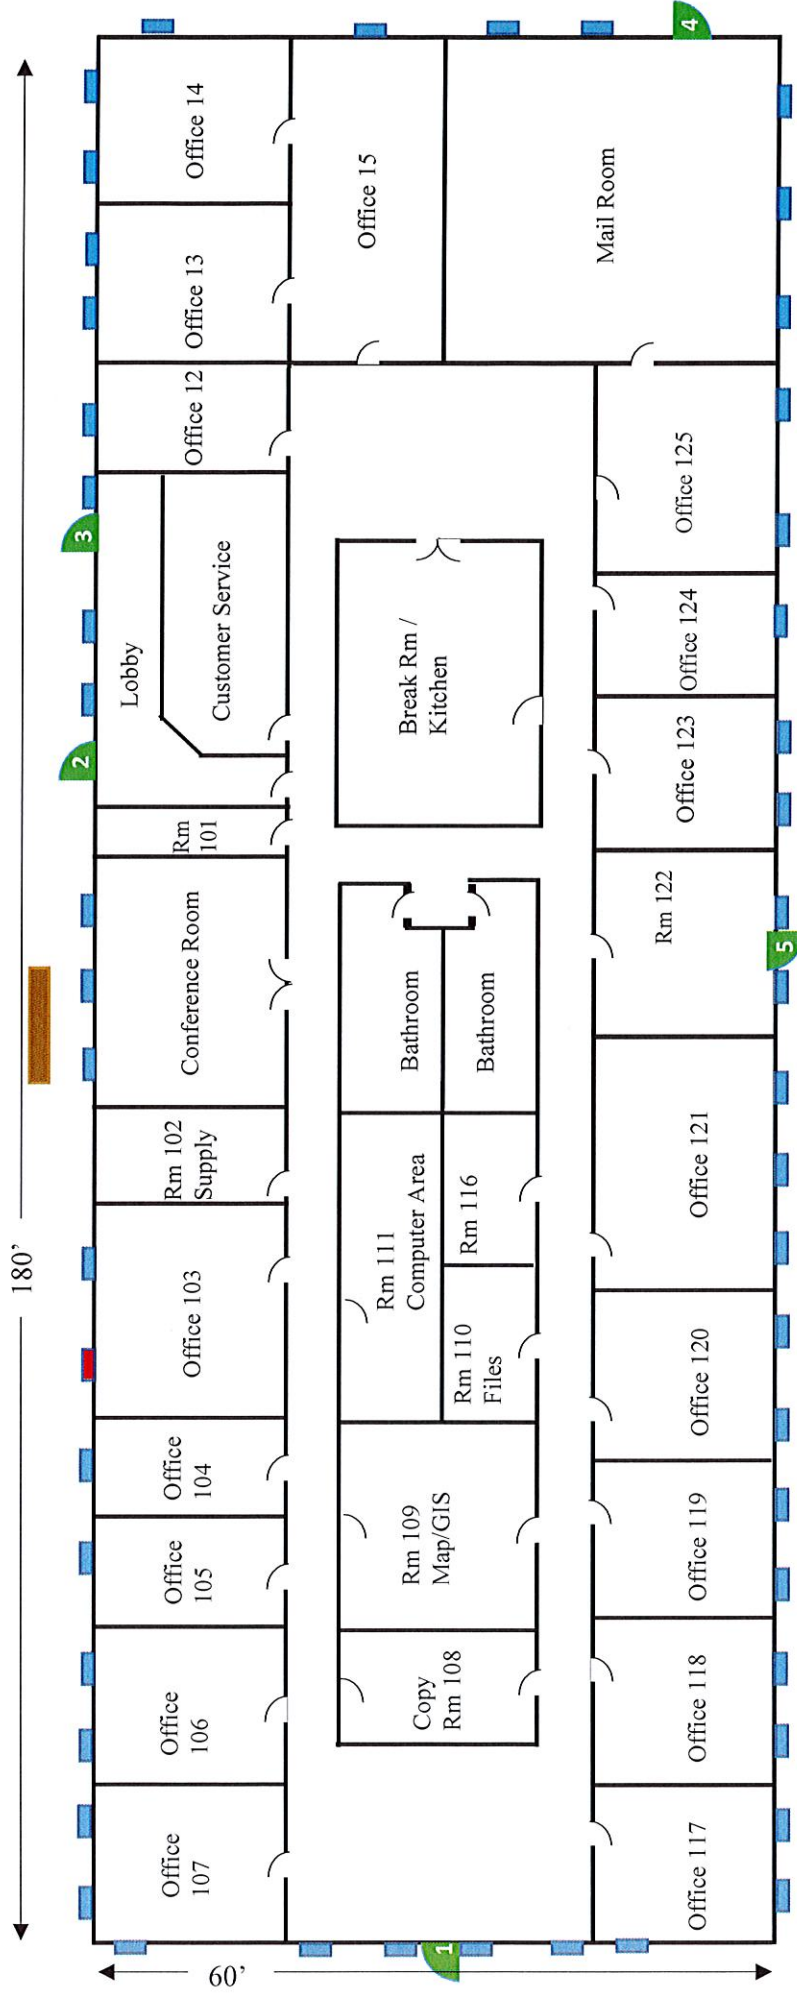 180'
2
3
Office
107
Office
106
Office
105
Office
104
Office 103
Rm 102
Supply
Conference Room
Rm
101
Lobby
Customer Service
Office 12
Office 13
Office 14
60'
1
Copy
Rm 108
Rm 109
Map/GIS
Rm 111
Computer Area
Rm 110
Files
Rm 116
Bathroom
Bathroom
Break Rm /
Kitchen
Office 15
Mail Room
4
Office 117
Office 118
Office 119
Office 120
Office 121
Rm 122
Office 123
Office 124
Office 125
5